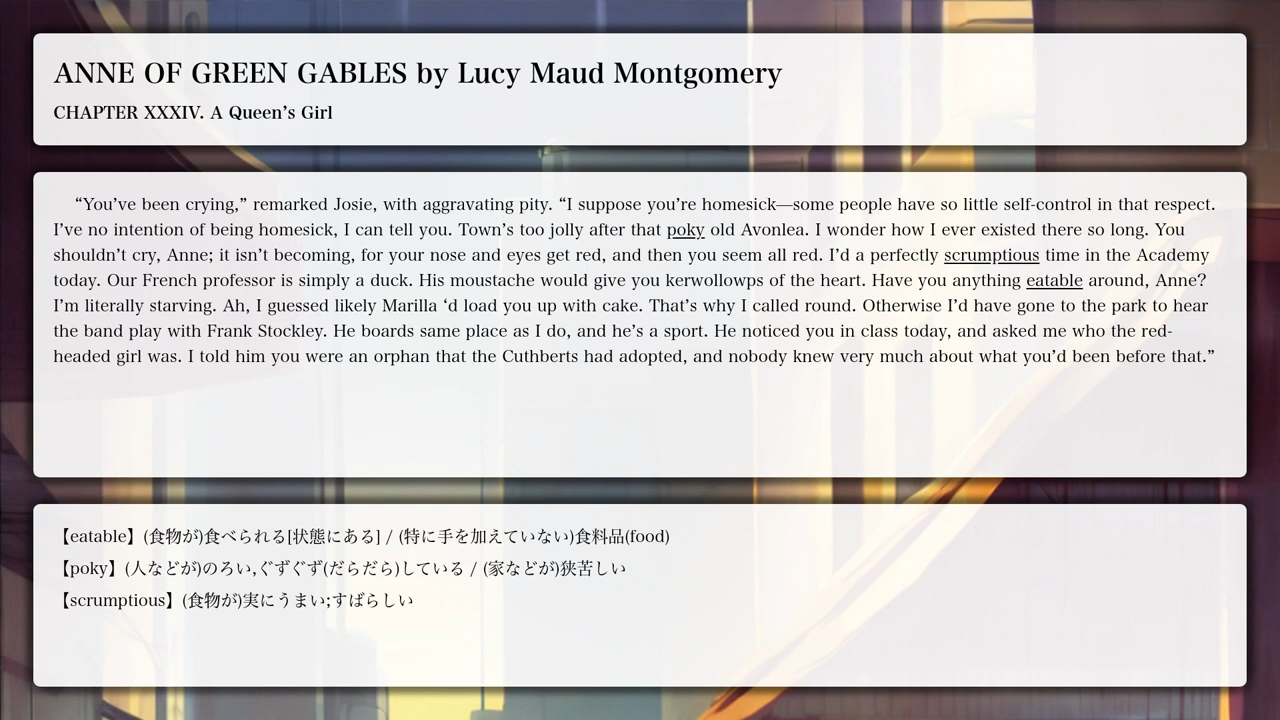 ANNE OF GREEN GABLES by Lucy Maud Montgomery
CHAPTER XXXIV. A Queen’s Girl
“You’ve been crying,” remarked Josie, with aggravating pity. “I suppose you’re homesick—some people have so little self-control in that respect.
I’ve no intention of being homesick, I can tell you. Town’s too jolly after that poky old Avonlea. I wonder how I ever existed there so long. You
shouldn’t cry, Anne; it isn’t becoming, for your nose and eyes get red, and then you seem all red. I’d a perfectly scrumptious time in the Academy
today. Our French professor is simply a duck. His moustache would give you kerwollowps of the heart. Have you anything eatable around, Anne?
I’m literally starving. Ah, I guessed likely Marilla ‘d load you up with cake. That’s why I called round. Otherwise I’d have gone to the park to hear
the band play with Frank Stockley. He boards same place as I do, and he’s a sport. He noticed you in class today, and asked me who the red-
headed girl was. I told him you were an orphan that the Cuthberts had adopted, and nobody knew very much about what you’d been before that.”
【eatable】(食物が)食べられる[状態にある] / (特に手を加えていない)食料品(food)
【poky】(人などが)のろい,ぐずぐず(だらだら)している / (家などが)狭苦しい
【scrumptious】(食物が)実にうまい;すばらしい